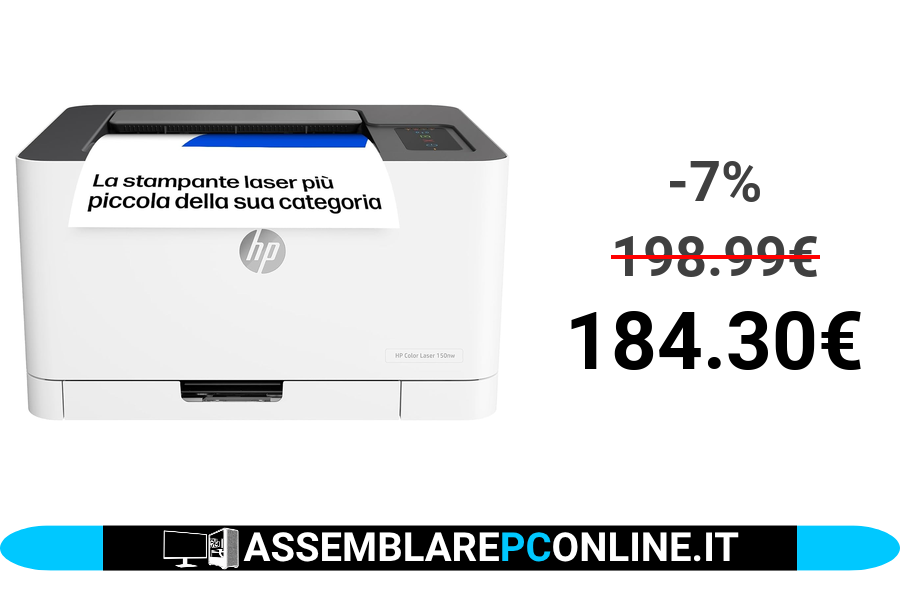 La stampante laser più
piccola della sua categoria
hp
HP Color Laser 150nw
-7%
198.99€
184.30€
ASSEMBLAREPCONLINE.IT